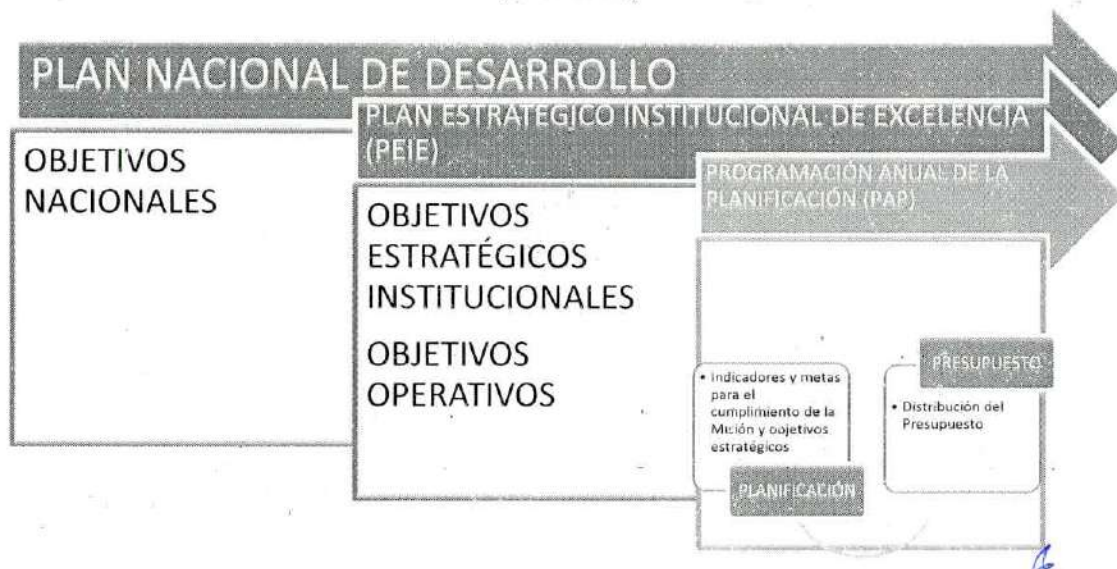 PLAN NACIONAL DE DESARROLLO
OBJETIVOS
NACIONALES
PLAN ESTRATÉGICO INSTITUCIONAL DE EXCELENCIA
(PEIE)
OBJETIVOS
ESTRATÉGICOS
INSTITUCIONALES
OBJETIVOS
OPERATIVOS
PROGRAMACIÓN ANUAL DE LA
PLANIFICACIÓN (PAP)
• Indicadores y metas
para el
cumplimiento de la
Misión y objetivos
estratégicos
PLANIFICACIÓN
PRESUPUESTO
• Distribución del
Presupuesto